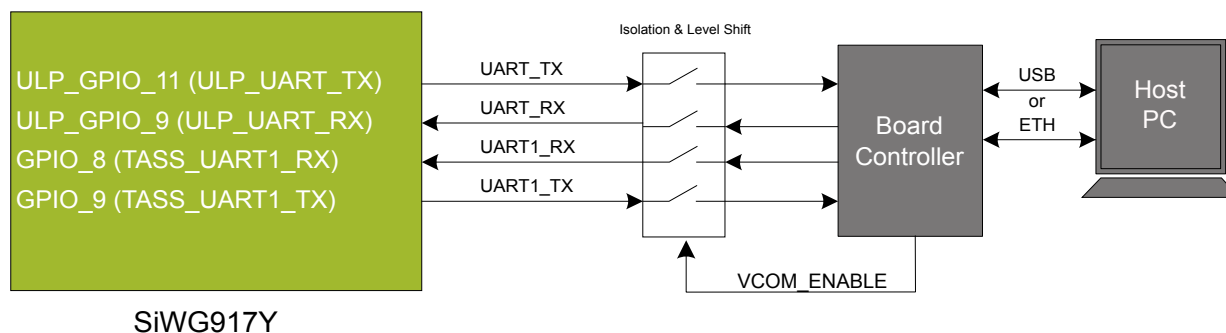 Isolation & Level Shift
ULP_GPIO_11 (ULP_UART_TX)
ULP_GPIO_9 (ULP_UART_RX)
GPIO_8 (TASS_UART1_RX)
GPIO_9 (TASS_UART1_TX)
UART_TX
UART_RX
UART1_RX
UART1_TX
Board
Controller
USB
or
ETH
Host
PC
VCOM_ENABLE
SiWG917Y